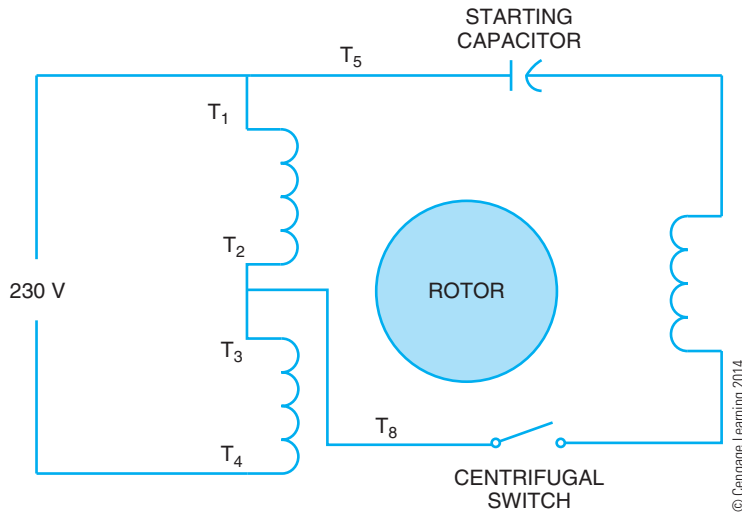 STARTING
CAPACITOR
T₅
T₁
T₂
230 V
ROTOR
T₃
T₈
T₄
CENTRIFUGAL
SWITCH
© Cengage Learning 2014